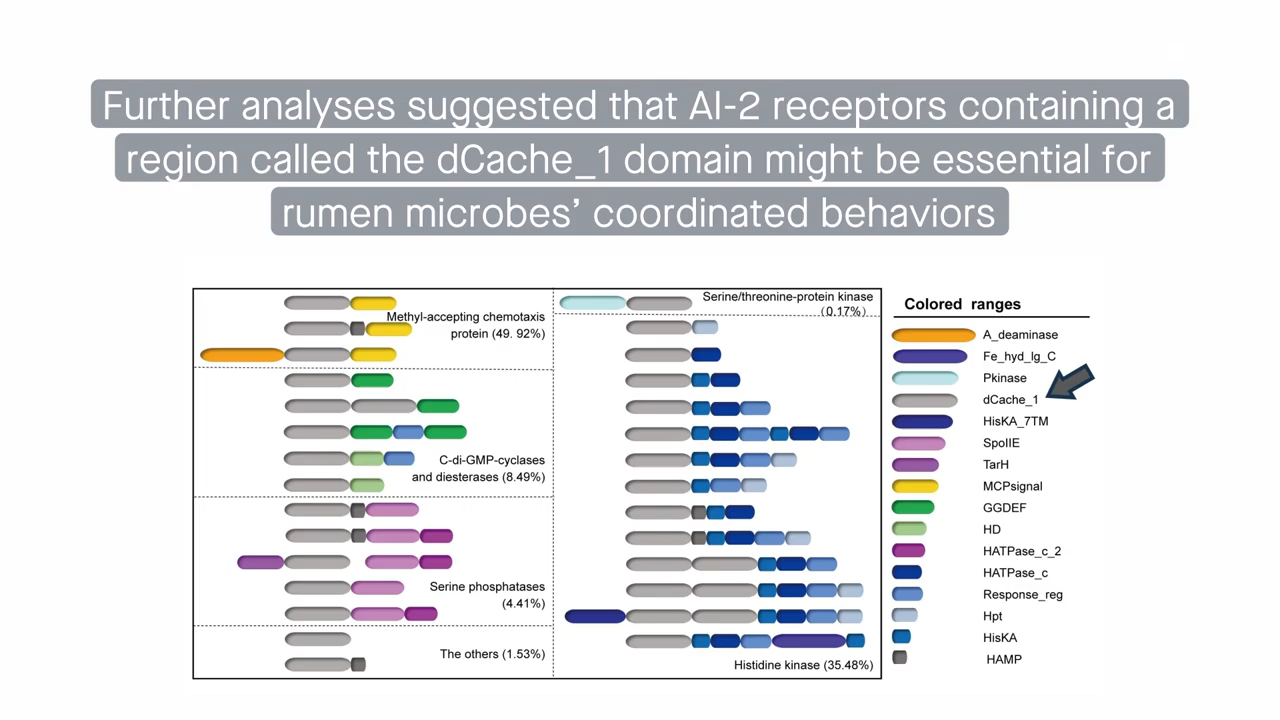 Further analyses suggested that AI-2 receptors containing a
region called the dCache_1 domain might be essential for
rumen microbes’ coordinated behaviors
Methyl-accepting chemotaxis
protein (49. 92%)
C-di-GMP-cyclases
and diesterases (8.49%)
Serine phosphatases
(4.41%)
The others (1.53%)
Serine/threonine-protein kinase
(0.17%)
Histidine kinase (35.48%)
Colored ranges
A_deaminase
Fe_hyd_lg_C
Pkinase
dCache_1
HisKA_7TM
SpoIIE
TarH
MCPsignal
GGDEF
HD
HATPase_c_2
HATPase_c
Response_reg
Hpt
HisKA
HAMP